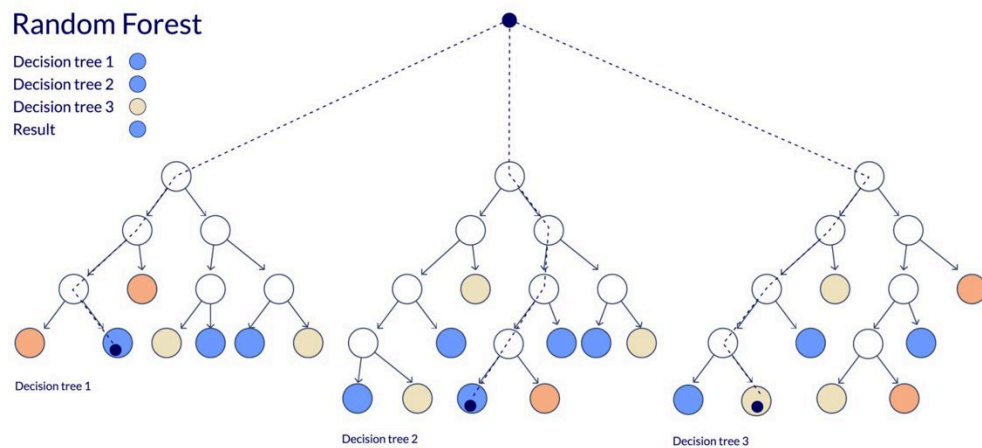 Random Forest
Decision tree 1
Decision tree 2
Decision tree 3
Result
Decision tree 1
Decision tree 2
Decision tree 3